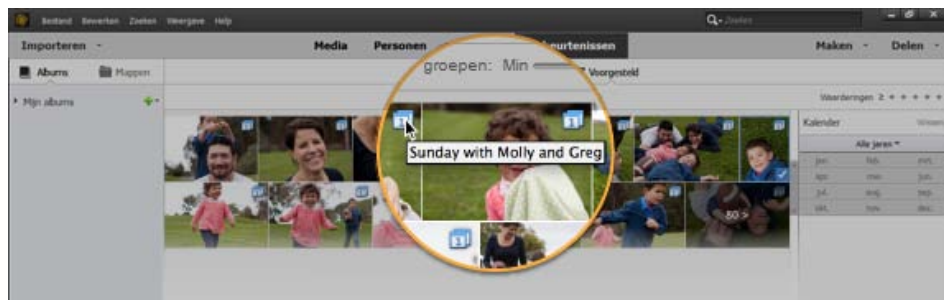 Bestand Bewerken Zoeken Weergave Help
Zoeken
Importeren
Media
Personen
beurtenissen
Maken
Delen
Albums
Mappen
groepen: Min
Voorgesteld
Mijn albums
Waarderingen ≥
Kalender
Wissen
Alle jaren
jan. feb. mrt.
apr. mei. jun.
jul. aug. sep.
okt. nov. dec.
Sunday with Molly and Greg
80 >